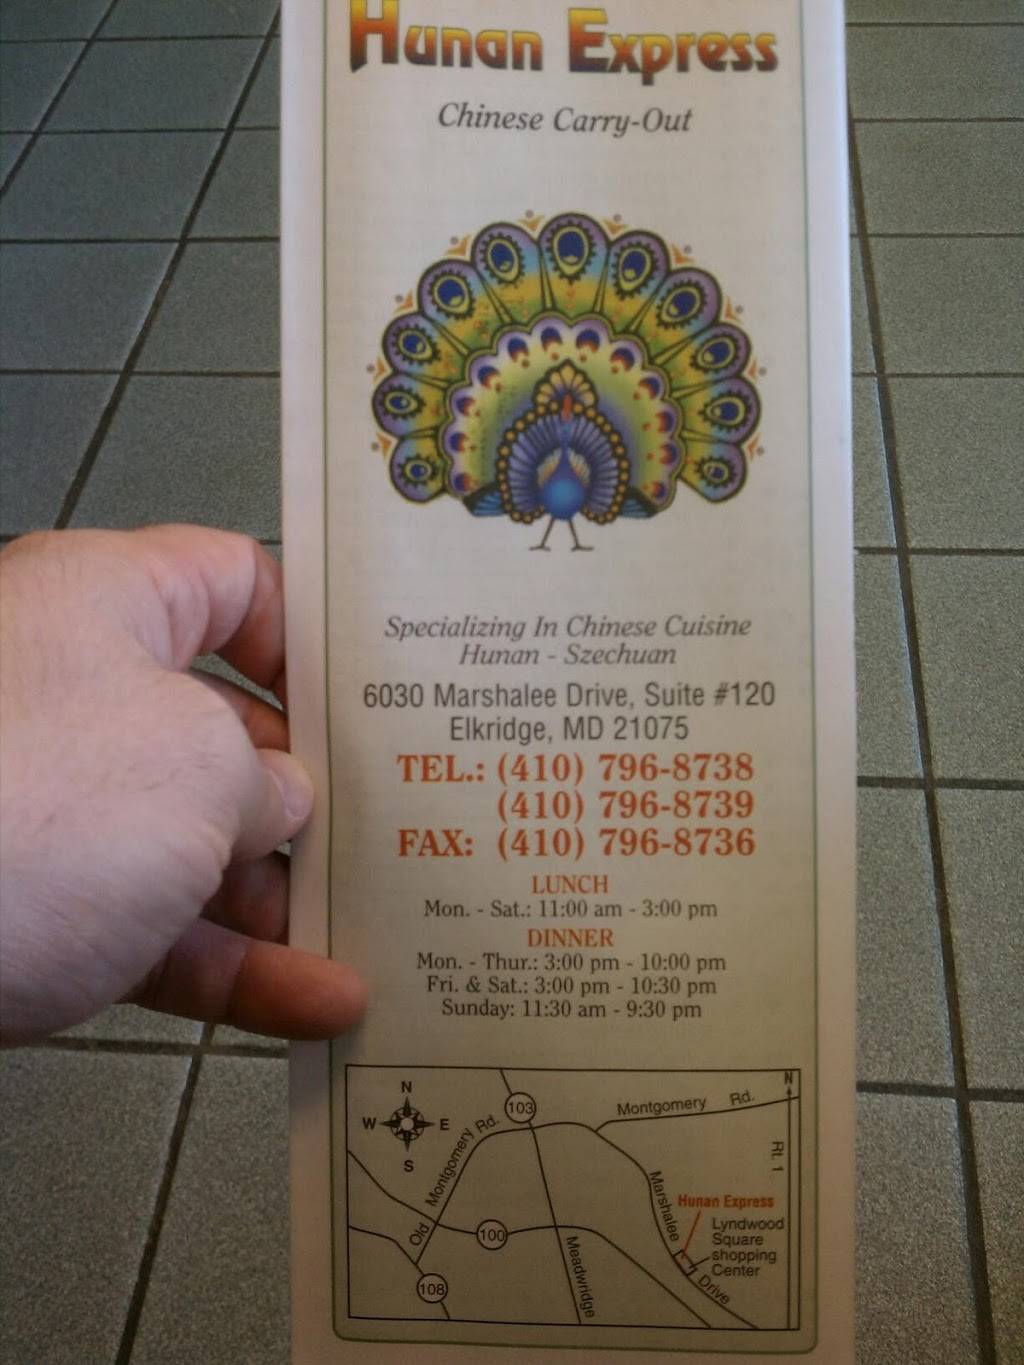 Hunan Express
Chinese Carry-Out
Specializing In Chinese Cuisine
Hunan - Szechuan
6030 Marshalee Drive, Suite #120
Elkridge, MD 21075
TEL.: (410) 796-8738
(410) 796-8739
FAX: (410) 796-8736
LUNCH
Mon. - Sat.: 11:00 am - 3:00 pm
DINNER
Mon. - Thur.: 3:00 pm - 10:00 pm
Fri. & Sat.: 3:00 pm - 10:30 pm
Sunday: 11:30 am - 9:30 pm
N
W E
S
Old Montgomery Rd.
103
Montgomery Rd.
N
Rt. 1
Marshalee Drive
Hunan Express
Lyndwood
Square
shopping
Center
100
108
Meadwridge